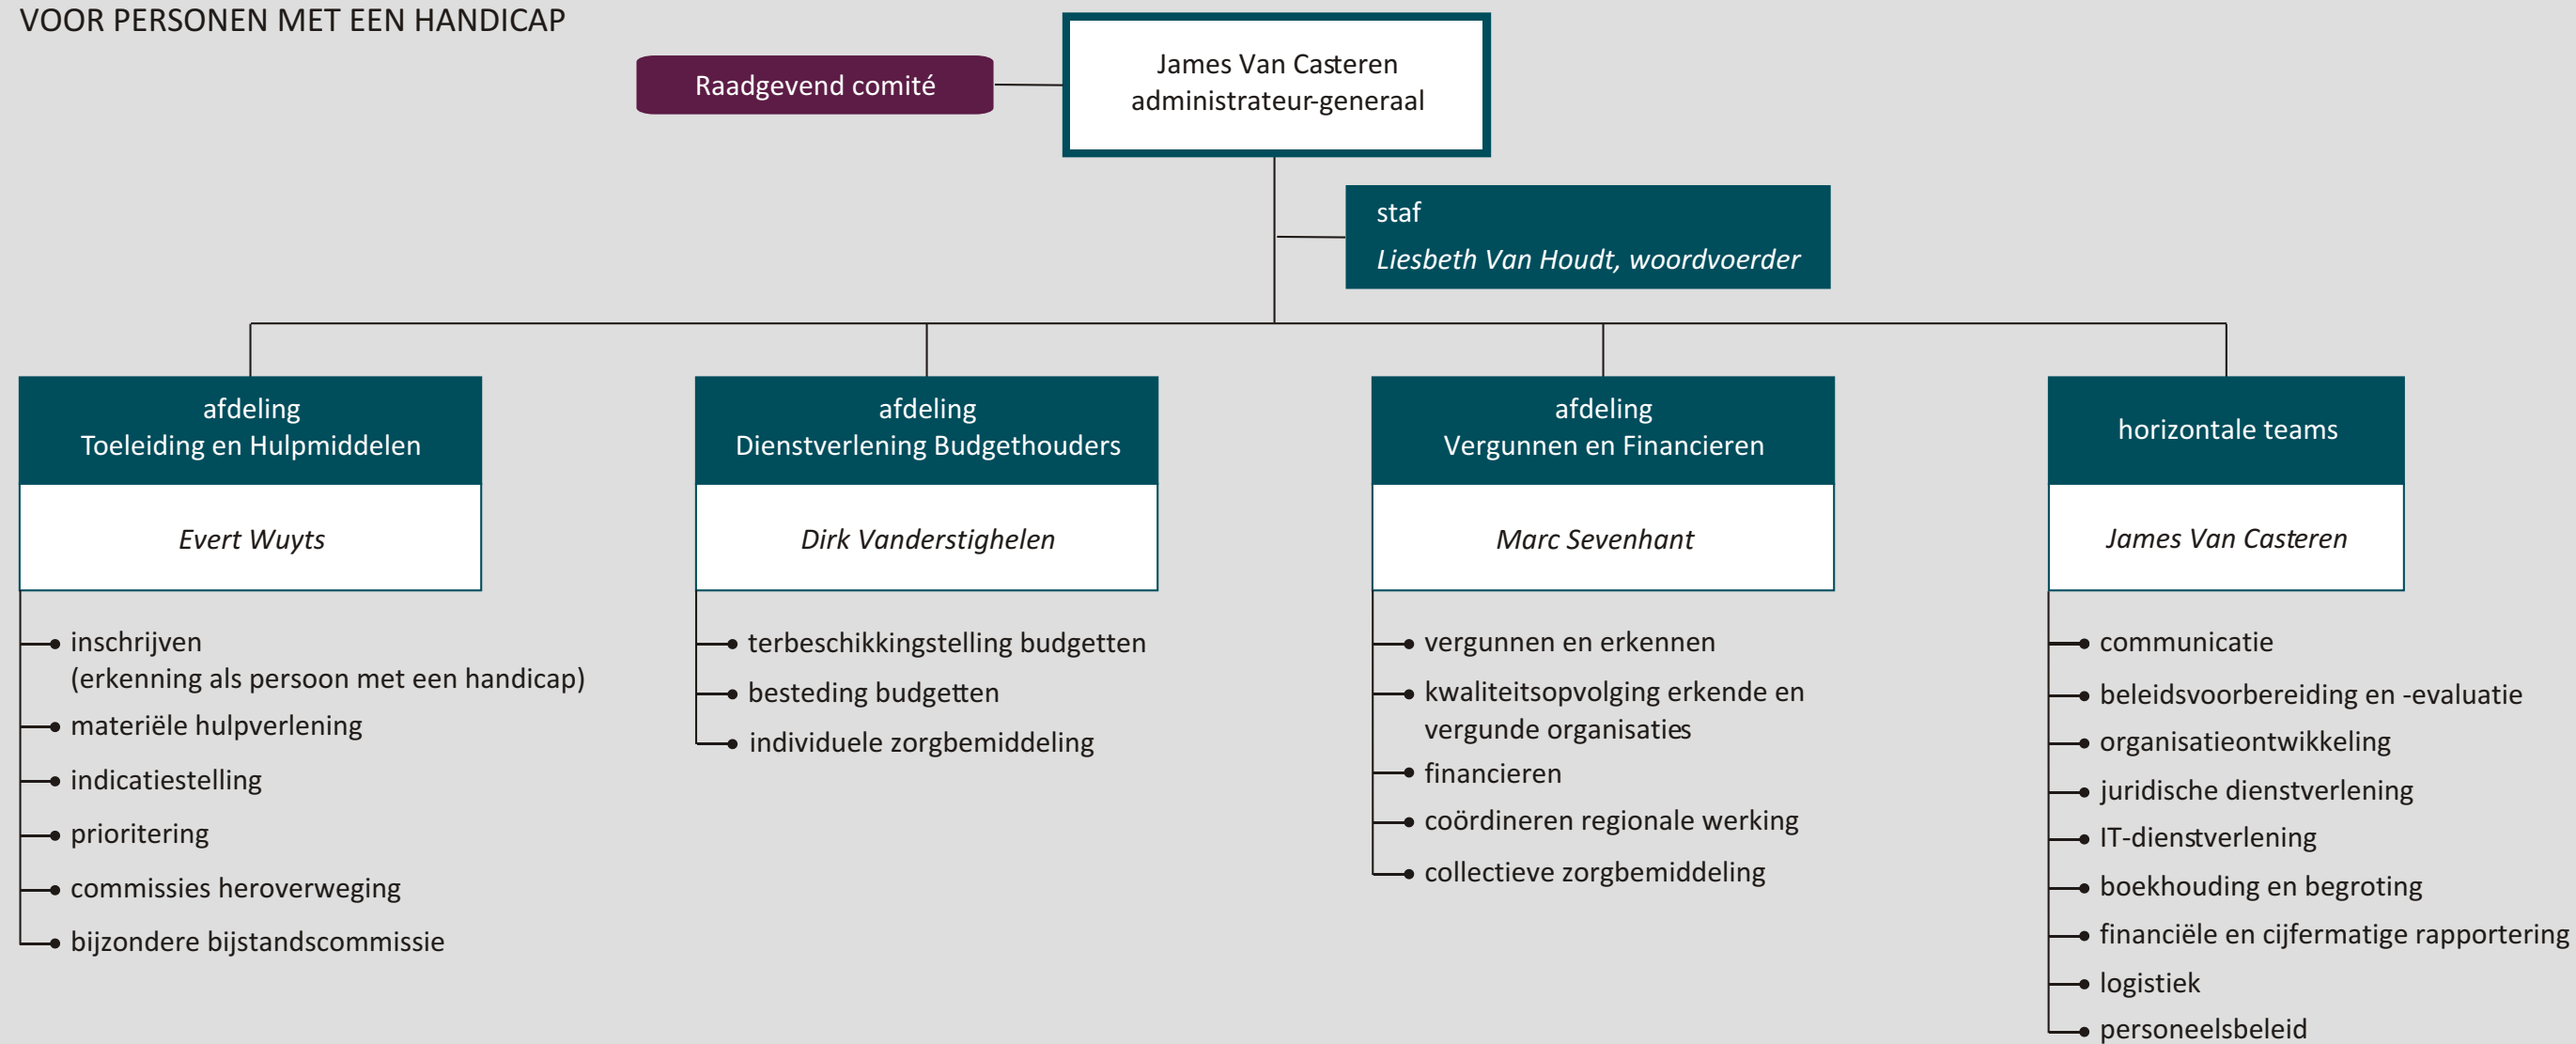 VOOR PERSONEN MET EEN HANDICAP
Raadgevend comité
James Van Casteren
administrateur-generaal
staf
Liesbeth Van Houdt, woordvoerder
afdeling
Toeleiding en Hulpmiddelen
Evert Wuyts
inschrijven
(erkenning als persoon met een handicap)
materiële hulpverlening
indicatiestelling
prioritering
commissies heroverweging
bijzondere bijstandscommissie
afdeling
Dienstverlening Budgethouders
Dirk Vanderstighelen
terbeschikkingstelling budgetten
besteding budgetten
individuele zorgbemiddeling
afdeling
Vergunnen en Financieren
Marc Sevenhant
vergunnen en erkennen
kwaliteitsopvolging erkende en
vergunde organisaties
financieren
coördineren regionale werking
collectieve zorgbemiddeling
horizontale teams
James Van Casteren
communicatie
beleidsvoorbereiding en -evaluatie
organisatieontwikkeling
juridische dienstverlening
IT-dienstverlening
boekhouding en begroting
financiële en cijfermatige rapportering
logistiek
personeelsbeleid